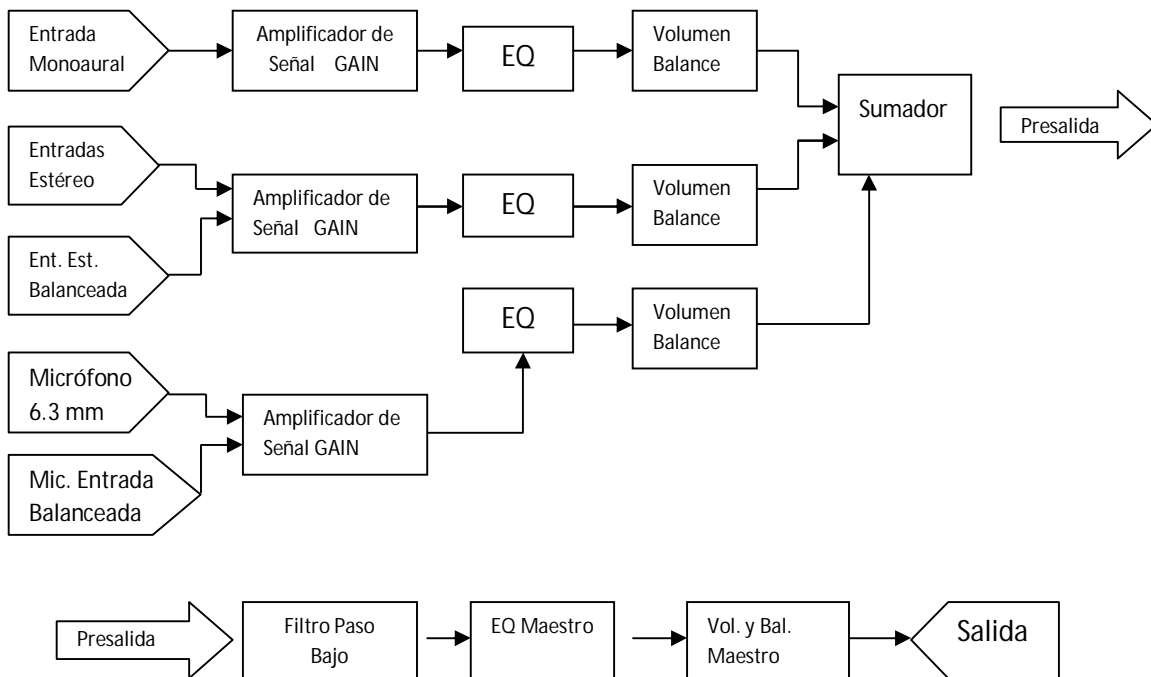 Entrada
Monoaural
Amplificador de
Señal GAIN
EQ
Volumen
Balance
Sumador
Presalida
Entradas
Estéreo
Amplificador de
Señal GAIN
EQ
Volumen
Balance
Ent. Est.
Balanceada
EQ
Volumen
Balance
Micrófono
6.3 mm
Amplificador de
Señal GAIN
Mic. Entrada
Balanceada
Presalida
Filtro Paso
Bajo
EQ Maestro
Vol. y Bal.
Maestro
Salida